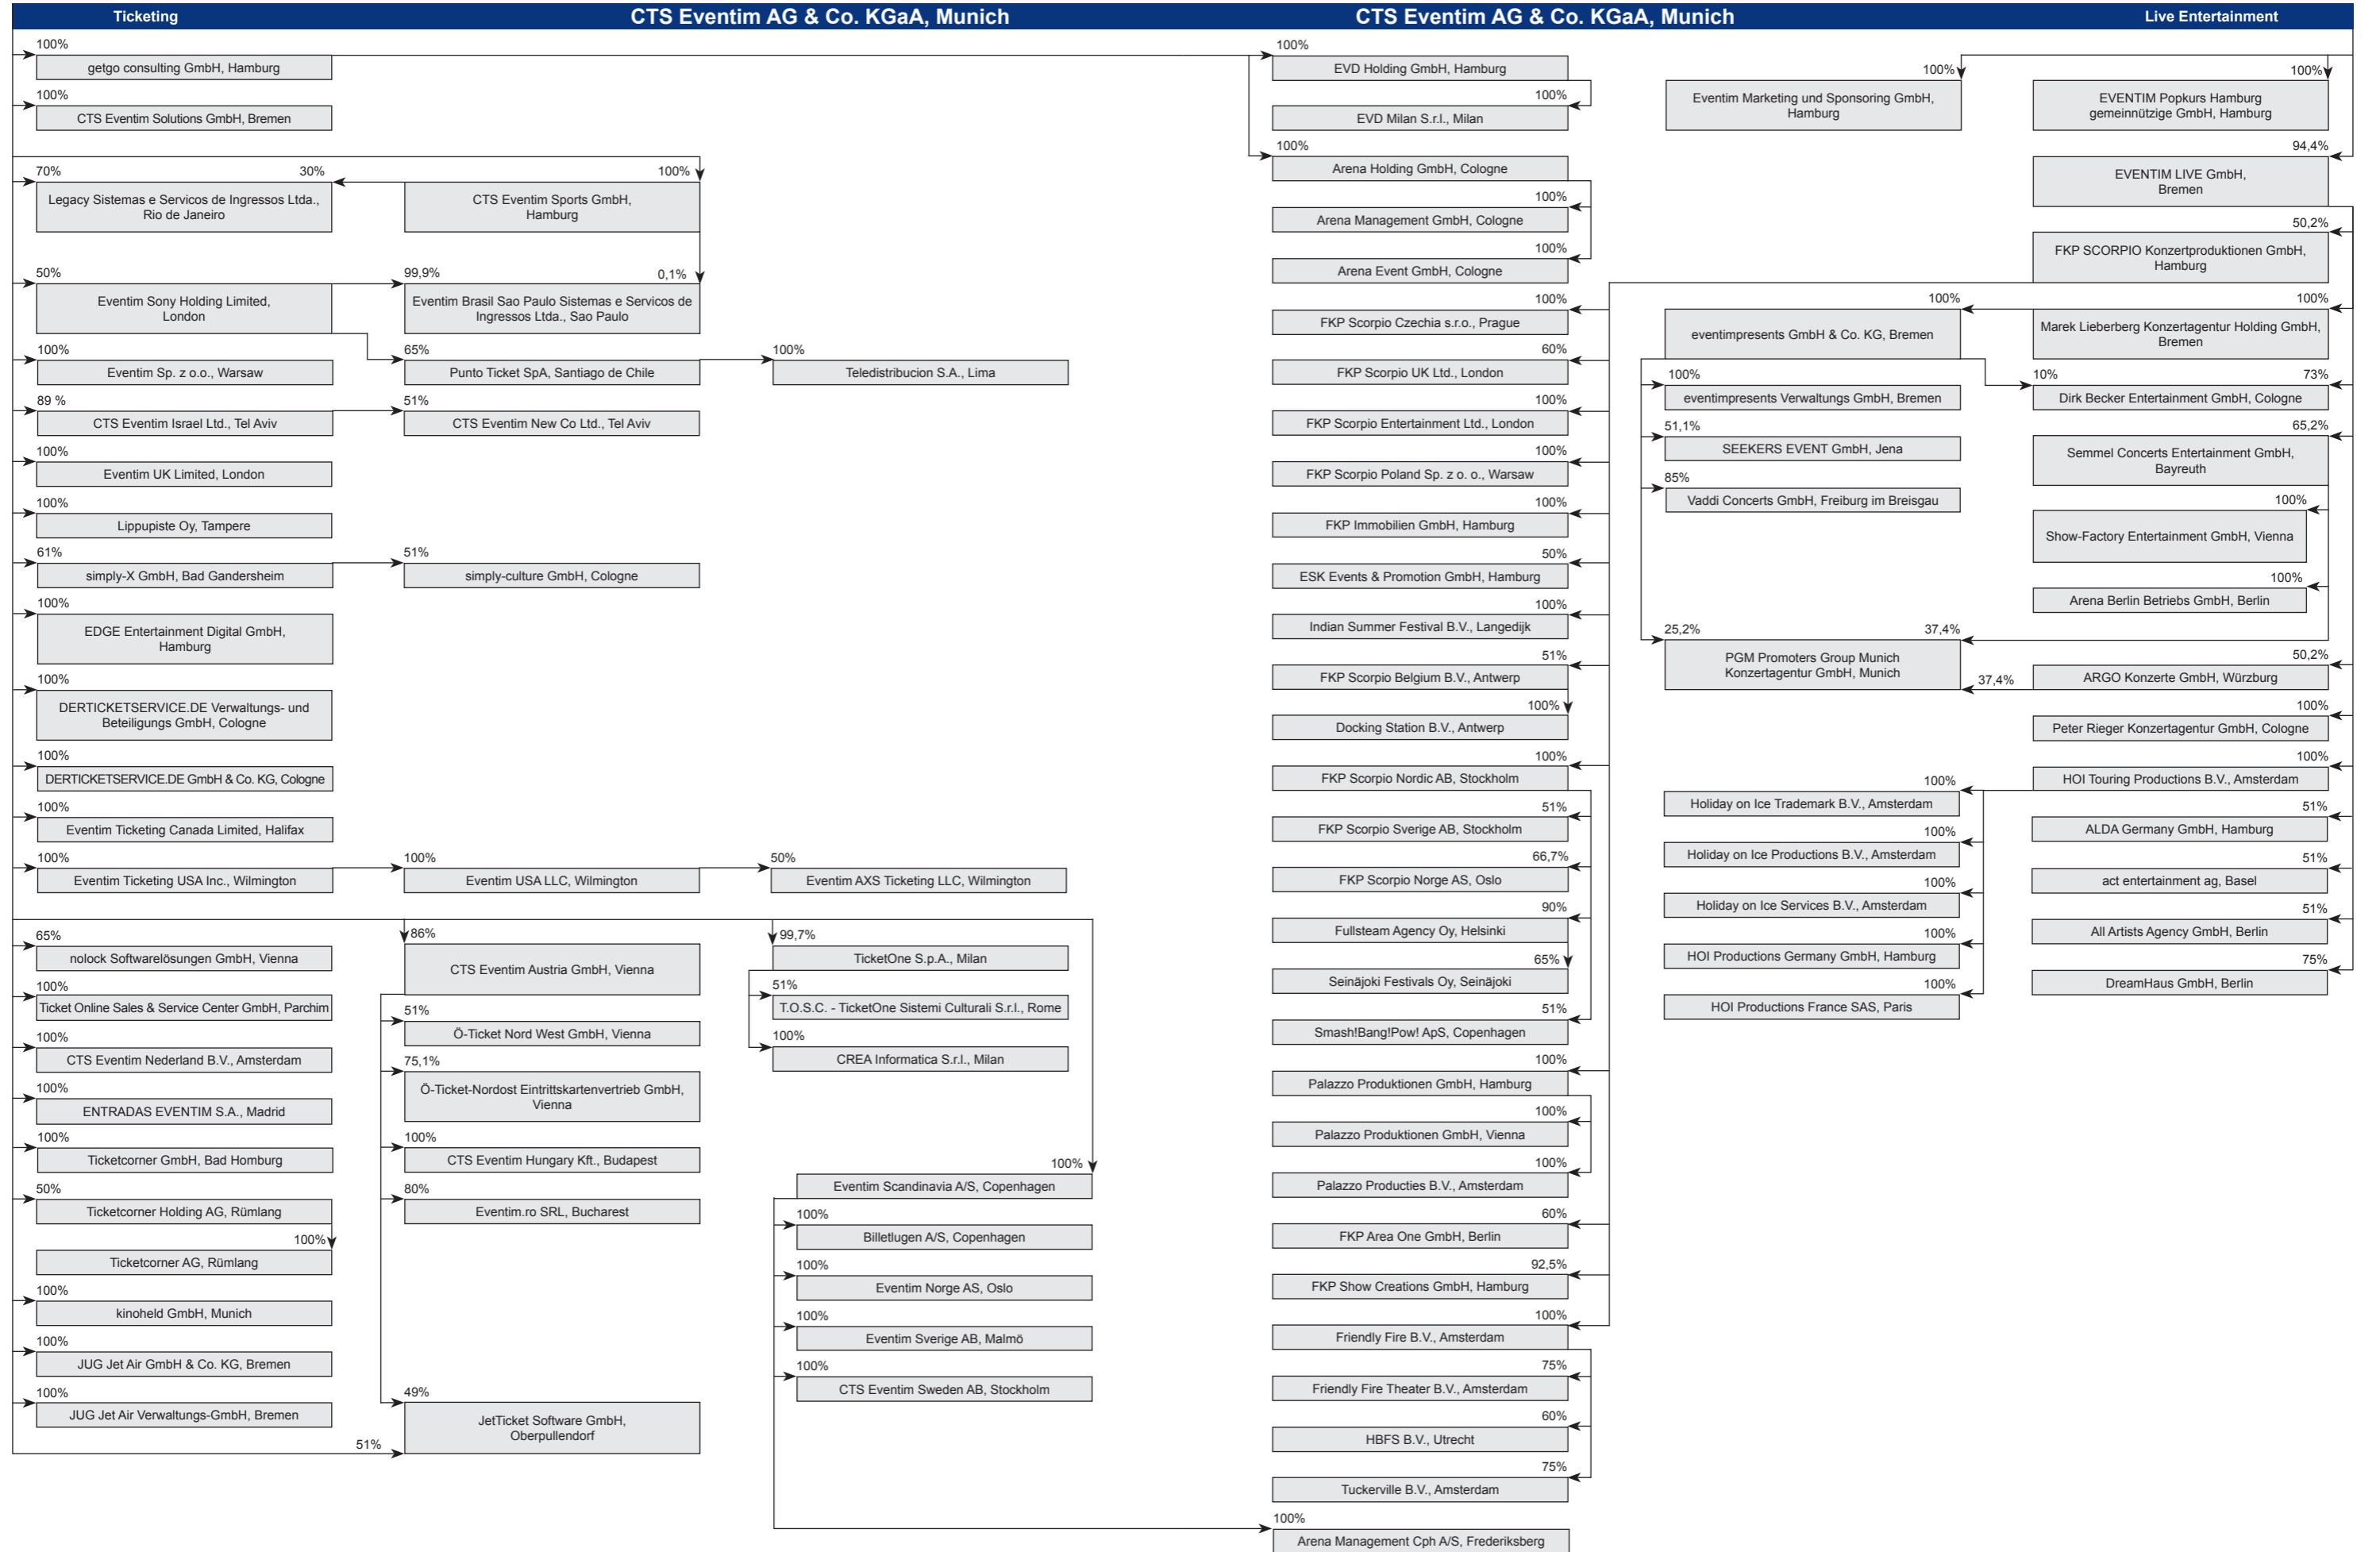 Ticketing
CTS Eventim AG & Co. KGaA, Munich
CTS Eventim AG & Co. KGaA, Munich
Live Entertainment
100%
getgo consulting GmbH, Hamburg
100%
CTS Eventim Solutions GmbH, Bremen
70%
30%
Legacy Sistemas e Servicos de Ingressos Ltda.,
Rio de Janeiro
100%
CTS Eventim Sports GmbH,
Hamburg
50%
Eventim Sony Holding Limited,
London
99,9%
0,1%
Eventim Brasil Sao Paulo Sistemas e Servicos de
Ingressos Ltda., Sao Paulo
100%
Eventim Sp. z o.o., Warsaw
65%
Punto Ticket SpA, Santiago de Chile
100%
Teledistribucion S.A., Lima
89 %
CTS Eventim Israel Ltd., Tel Aviv
51%
CTS Eventim New Co Ltd., Tel Aviv
100%
Eventim UK Limited, London
100%
Lippupiste Oy, Tampere
61%
simply-X GmbH, Bad Gandersheim
51%
simply-culture GmbH, Cologne
100%
EDGE Entertainment Digital GmbH,
Hamburg
100%
DERTICKETSERVICE.DE Verwaltungs- und
Beteiligungs GmbH, Cologne
100%
DERTICKETSERVICE.DE GmbH & Co. KG, Cologne
100%
Eventim Ticketing Canada Limited, Halifax
100%
Eventim Ticketing USA Inc., Wilmington
100%
Eventim USA LLC, Wilmington
50%
Eventim AXS Ticketing LLC, Wilmington
65%
nolock Softwarelösungen GmbH, Vienna
100%
Ticket Online Sales & Service Center GmbH, Parchim
100%
CTS Eventim Nederland B.V., Amsterdam
100%
ENTRADAS EVENTIM S.A., Madrid
100%
Ticketcorner GmbH, Bad Homburg
50%
Ticketcorner Holding AG, Rümlang
100%
Ticketcorner AG, Rümlang
100%
kinoheld GmbH, Munich
100%
JUG Jet Air GmbH & Co. KG, Bremen
100%
JUG Jet Air Verwaltungs-GmbH, Bremen
86%
CTS Eventim Austria GmbH, Vienna
51%
Ö-Ticket Nord West GmbH, Vienna
75,1%
Ö-Ticket-Nordost Eintrittskartenvertrieb GmbH,
Vienna
100%
CTS Eventim Hungary Kft., Budapest
80%
Eventim.ro SRL, Bucharest
49%
JetTicket Software GmbH,
Oberpullendorf
51%
99,7%
TicketOne S.p.A., Milan
51%
T.O.S.C. - TicketOne Sistemi Culturali S.r.l., Rome
100%
CREA Informatica S.r.l., Milan
100%
Eventim Scandinavia A/S, Copenhagen
100%
Billetlugen A/S, Copenhagen
100%
Eventim Norge AS, Oslo
100%
Eventim Sverige AB, Malmö
100%
CTS Eventim Sweden AB, Stockholm
100%
EVD Holding GmbH, Hamburg
100%
EVD Milan S.r.l., Milan
100%
Arena Holding GmbH, Cologne
100%
Arena Management GmbH, Cologne
100%
Arena Event GmbH, Cologne
100%
FKP Scorpio Czechia s.r.o., Prague
60%
FKP Scorpio UK Ltd., London
100%
FKP Scorpio Entertainment Ltd., London
100%
FKP Scorpio Poland Sp. z o. o., Warsaw
100%
FKP Immobilien GmbH, Hamburg
50%
ESK Events & Promotion GmbH, Hamburg
100%
Indian Summer Festival B.V., Langedijk
51%
FKP Scorpio Belgium B.V., Antwerp
100%
Docking Station B.V., Antwerp
100%
FKP Scorpio Nordic AB, Stockholm
51%
FKP Scorpio Sverige AB, Stockholm
66,7%
FKP Scorpio Norge AS, Oslo
90%
Fullsteam Agency Oy, Helsinki
65%
Seinäjoki Festivals Oy, Seinäjoki
51%
Smash!Bang!Pow! ApS, Copenhagen
100%
Palazzo Produktionen GmbH, Hamburg
100%
Palazzo Produktionen GmbH, Vienna
100%
Palazzo Producties B.V., Amsterdam
60%
FKP Area One GmbH, Berlin
92,5%
FKP Show Creations GmbH, Hamburg
100%
Friendly Fire B.V., Amsterdam
75%
Friendly Fire Theater B.V., Amsterdam
60%
HBFS B.V., Utrecht
75%
Tuckerville B.V., Amsterdam
100%
Arena Management Cph A/S, Frederiksberg
100%
Eventim Marketing und Sponsoring GmbH,
Hamburg
100%
EVENTIM Popkurs Hamburg
gemeinnützige GmbH, Hamburg
94,4%
EVENTIM LIVE GmbH,
Bremen
50,2%
FKP SCORPIO Konzertproduktionen GmbH,
Hamburg
100%
eventimpresents GmbH & Co. KG, Bremen
100%
Marek Lieberberg Konzertagentur Holding GmbH,
Bremen
100%
eventimpresents Verwaltungs GmbH, Bremen
10%
73%
Dirk Becker Entertainment GmbH, Cologne
51,1%
SEEKERS EVENT GmbH, Jena
65,2%
Semmel Concerts Entertainment GmbH,
Bayreuth
85%
Vaddi Concerts GmbH, Freiburg im Breisgau
100%
Show-Factory Entertainment GmbH, Vienna
100%
Arena Berlin Betriebs GmbH, Berlin
25,2%
37,4%
PGM Promoters Group Munich
Konzertagentur GmbH, Munich
37,4%
50,2%
ARGO Konzerte GmbH, Würzburg
100%
Peter Rieger Konzertagentur GmbH, Cologne
100%
HOI Touring Productions B.V., Amsterdam
100%
Holiday on Ice Trademark B.V., Amsterdam
51%
ALDA Germany GmbH, Hamburg
100%
Holiday on Ice Productions B.V., Amsterdam
51%
act entertainment ag, Basel
100%
Holiday on Ice Services B.V., Amsterdam
51%
All Artists Agency GmbH, Berlin
100%
HOI Productions Germany GmbH, Hamburg
75%
DreamHaus GmbH, Berlin
100%
HOI Productions France SAS, Paris